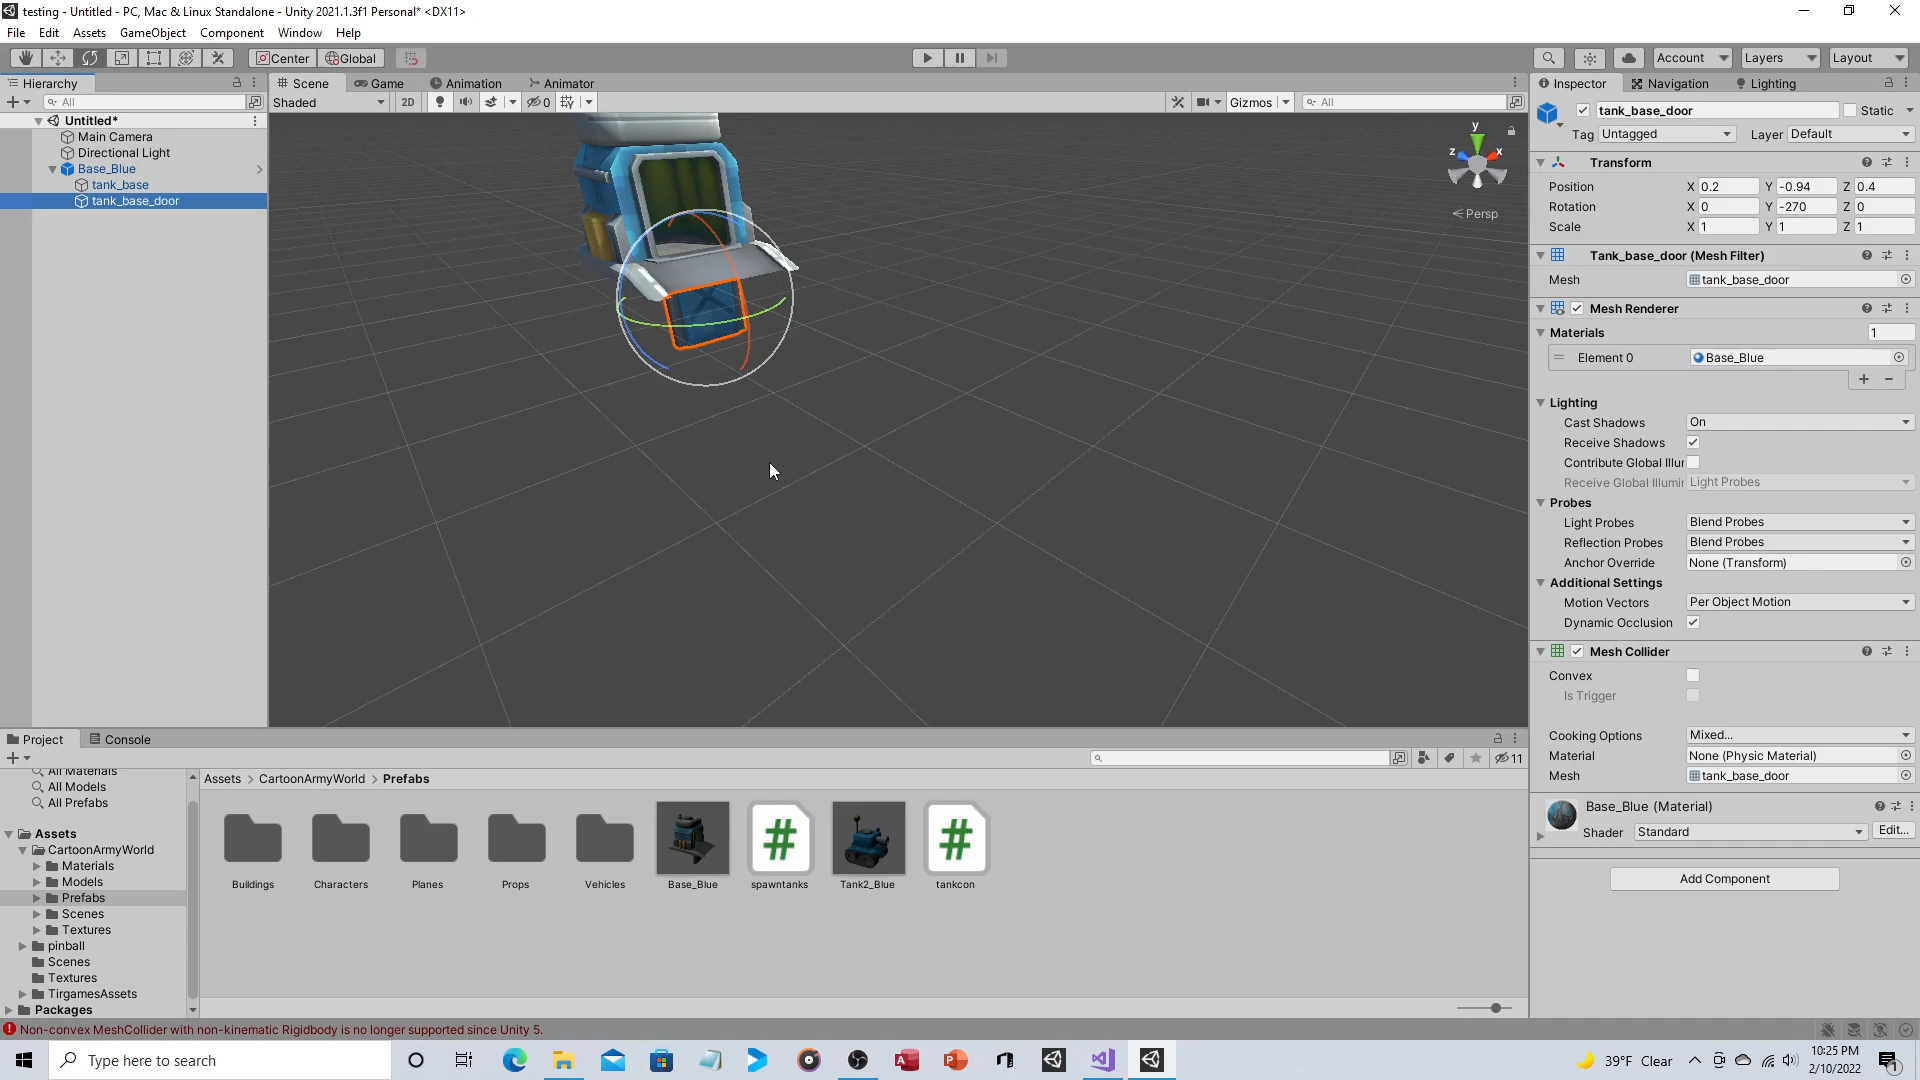 testing - Untitled - PC, Mac & Linux Standalone - Unity 2021.1.3f1 Personal* <DX11>
File Edit Assets GameObject Component Window Help
Center Global Account Layers Layout
Hierarchy
All
Untitled*
Main Camera
Directional Light
Base_Blue
tank_base
tank_base_door
Scene Game Animation Animator
Shaded 2D 0 Gizmos All
y
z x
Persp
Inspector Navigation Lighting
tank_base_door Static
Tag Untagged Layer Default
Transform
Position X 0.2 Y -0.94 Z 0.4
Rotation X 0 Y -270 Z 0
Scale X 1 Y 1 Z 1
Tank_base_door (Mesh Filter)
Mesh tank_base_door
Mesh Renderer
Materials 1
Element 0 Base_Blue
Lighting
Cast Shadows On
Receive Shadows
Contribute Global Illur
Receive Global Illumir Light Probes
Probes
Light Probes Blend Probes
Reflection Probes Blend Probes
Anchor Override None (Transform)
Additional Settings
Motion Vectors Per Object Motion
Dynamic Occlusion
Mesh Collider
Convex
Is Trigger
Cooking Options Mixed...
Material None (Physic Material)
Mesh tank_base_door
Base_Blue (Material)
Shader Standard Edit...
Add Component
Project Console
11
All Materials
All Models
All Prefabs
Assets
CartoonArmyWorld
Materials
Models
Prefabs
Scenes
Textures
pinball
Scenes
Textures
TirgamesAssets
Packages
Assets > CartoonArmyWorld > Prefabs
Buildings Characters Planes Props Vehicles Base_Blue spawntanks Tank2_Blue tankcon
Non-convex MeshCollider with non-kinematic Rigidbody is no longer supported since Unity 5.
Type here to search
39°F Clear
10:25 PM
2/10/2022
1